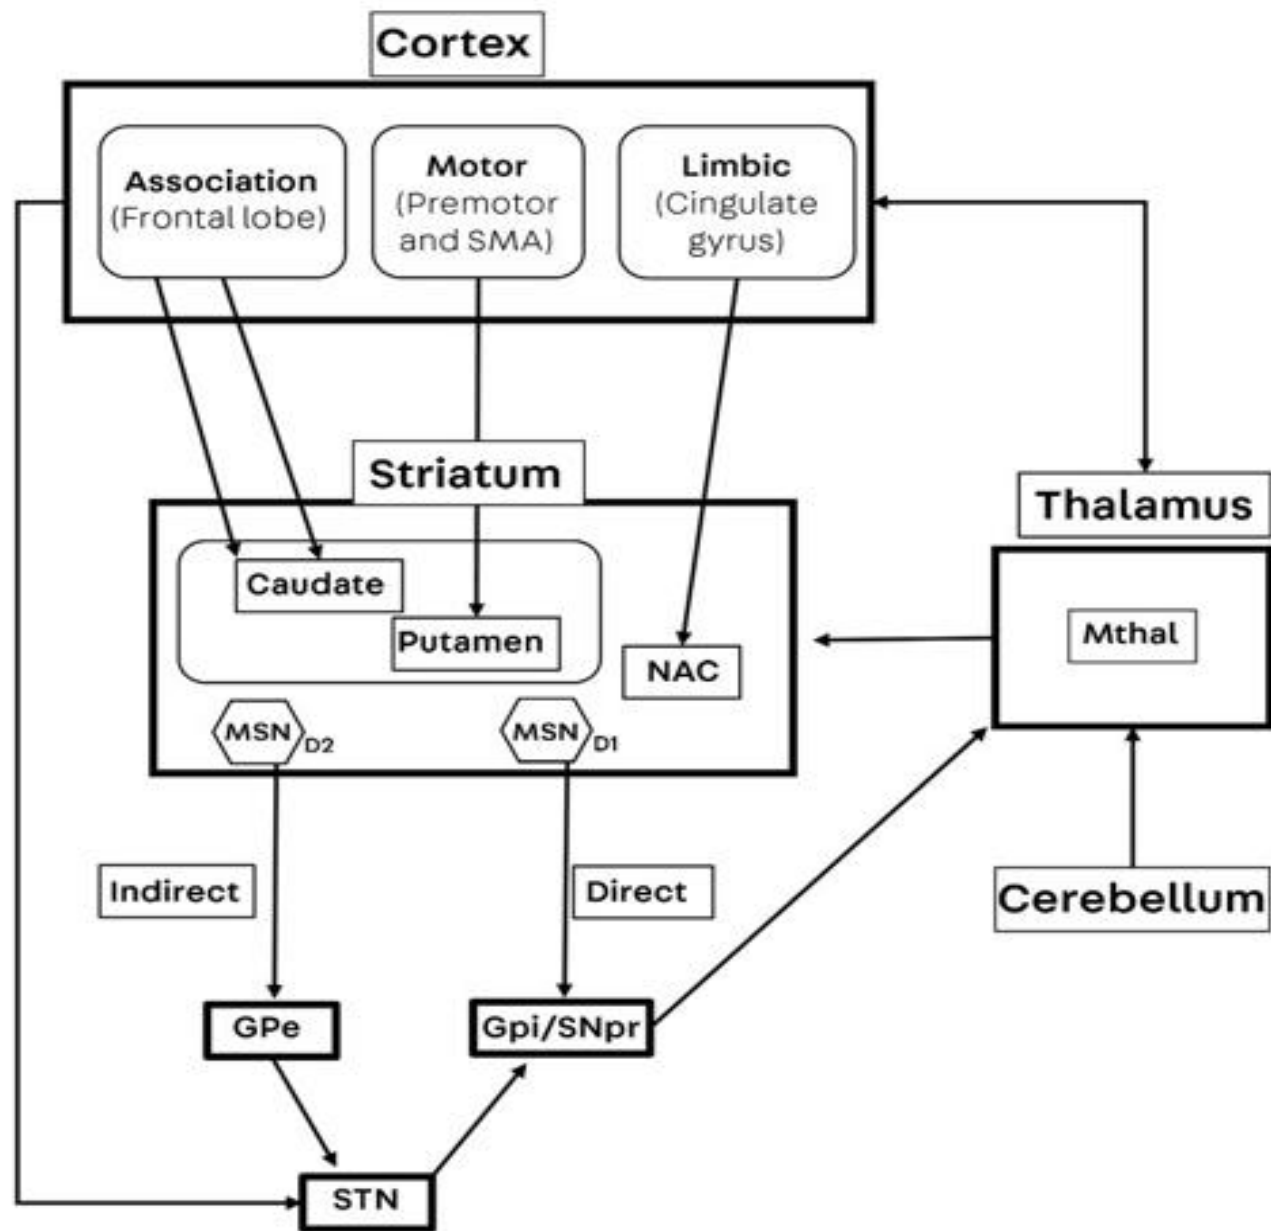 Cortex
Association
(Frontal lobe)
Motor
(Premotor
and SMA)
Limbic
(Cingulate
gyrus)
Striatum
Thalamus
Caudate
Putamen
NAC
Mthal
MSN D2
MSN D1
Indirect
Direct
Cerebellum
GPe
Gpi/SNpr
STN